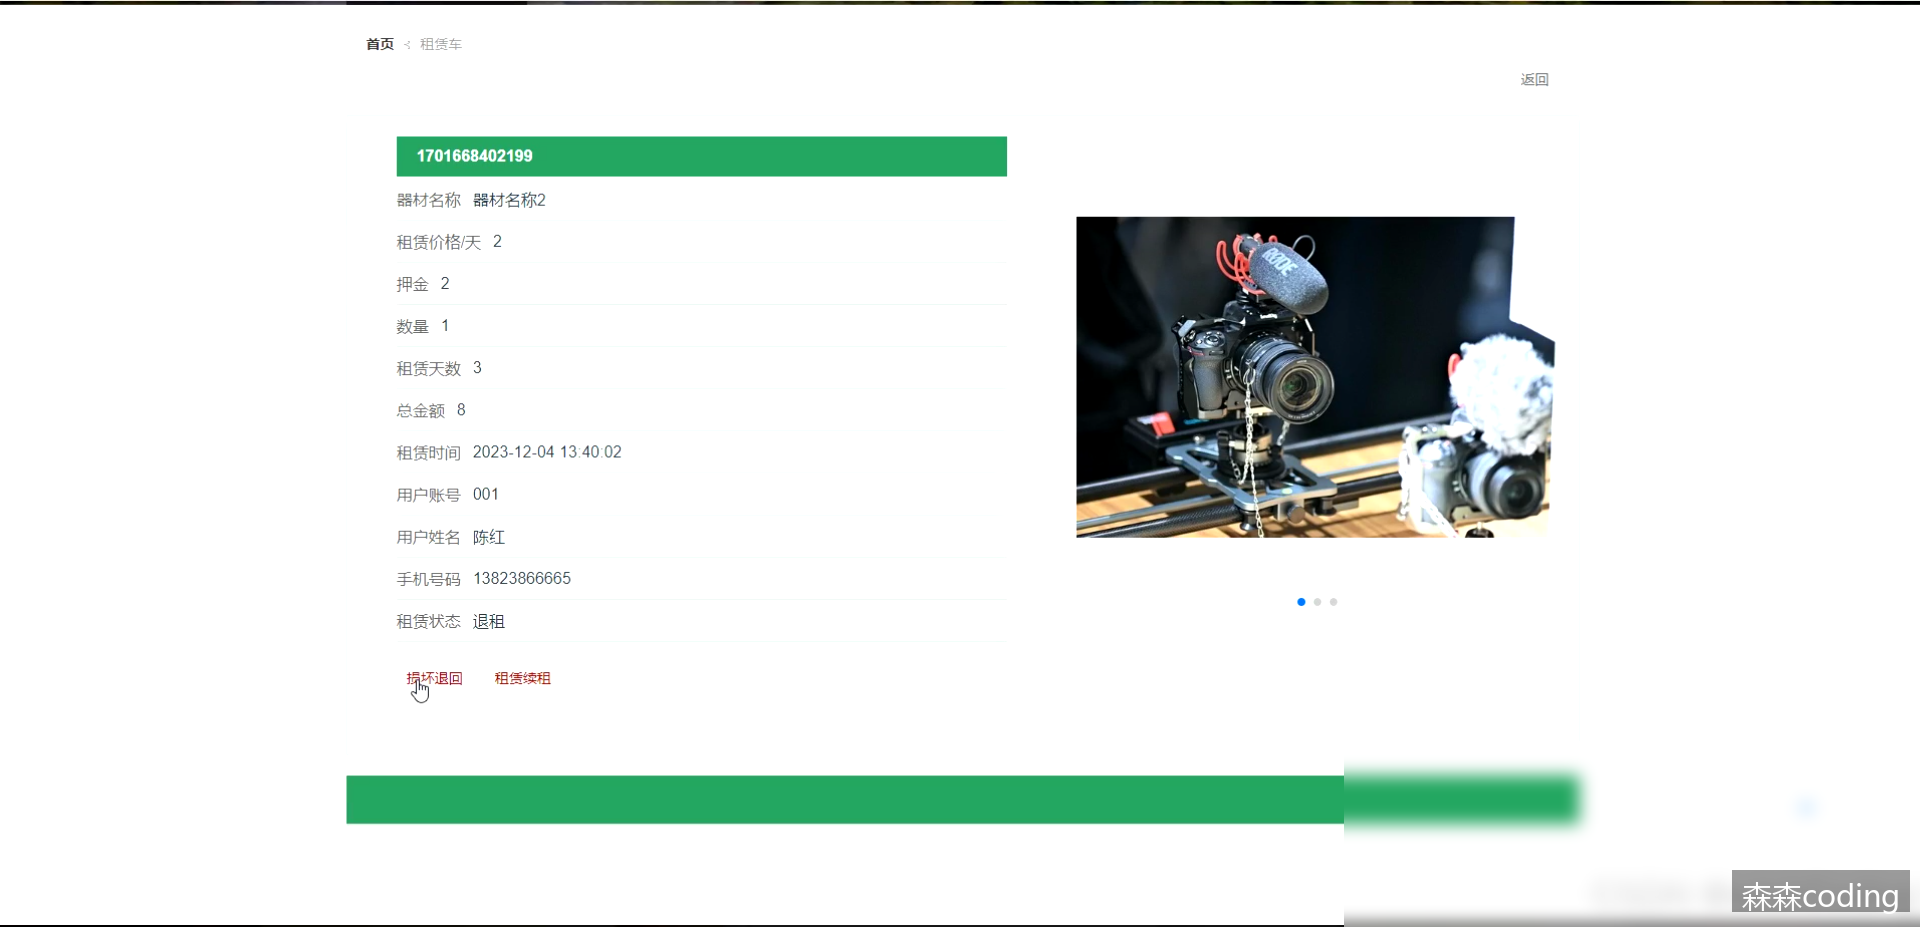 首页 < 租赁车
返回
1701668402199
器材名称 器材名称2
租赁价格/天 2
押金 2
数量 1
租赁天数 3
总金额 8
租赁时间 2023-12-04 13:40:02
用户账号 001
用户姓名 陈红
手机号码 13823866665
租赁状态 退租
损坏退回 租赁续租
RODE
森森coding